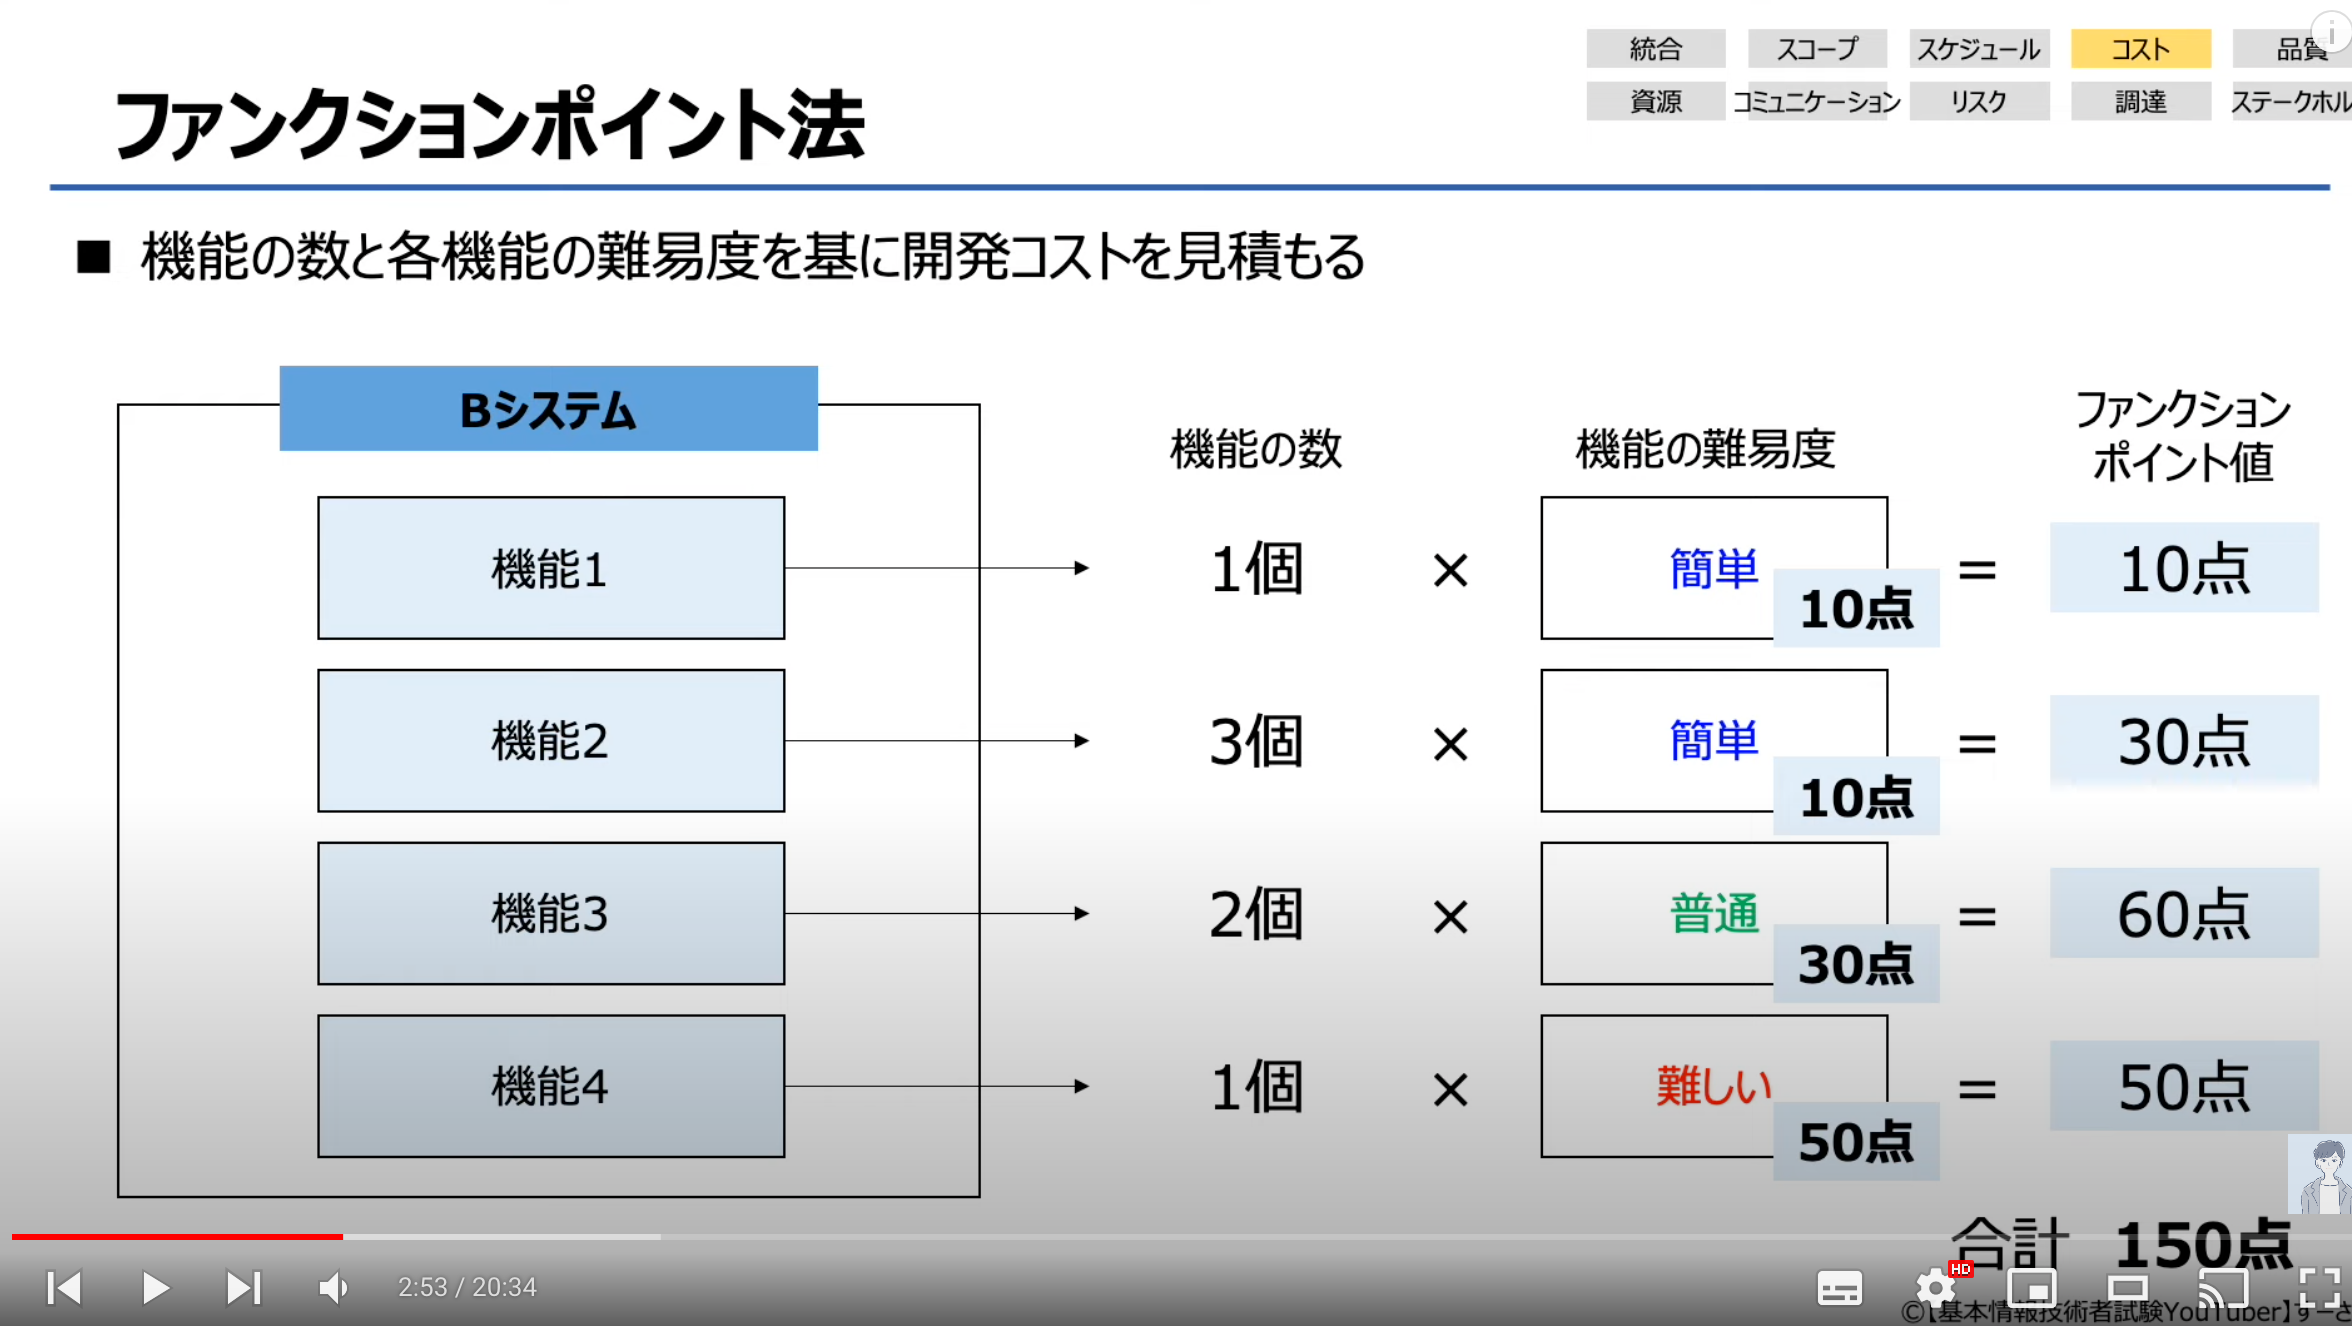 統合 スコープ スケジュール コスト 品質
資源 コミュニケーション リスク 調達 ステークホル
ファンクションポイント法
■ 機能の数と各機能の難易度を基に開発コストを見積もる
Bシステム
機能の数 機能の難易度 ファンクション
ポイント値
機能1 1個 × 簡単 10点 = 10点
機能2 3個 × 簡単 10点 = 30点
機能3 2個 × 普通 30点 = 60点
機能4 1個 × 難しい 50点 = 50点
合計 150点
2:53 / 20:34
HD
©【基本情報技術者試験YouTuber】すーさ